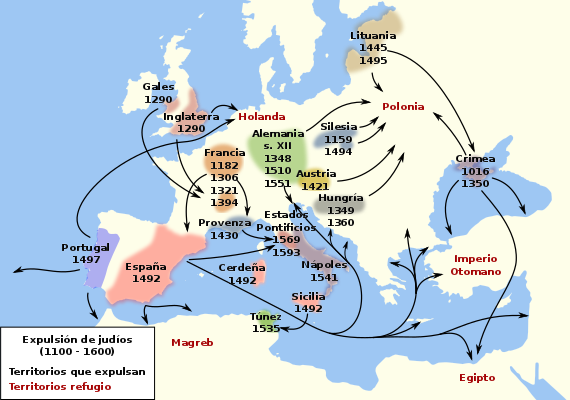 Lituania
1445
1495
Gales
1290
Inglaterra
1290
Holanda
Polonia
Alemania
s. XII
1348
1510
1551
Silesia
1159
1494
Francia
1182
1306
1321
1394
Austria
1421
Crimea
1016
1350
Hungría
1349
1360
Provenza
1430
Estados
Pontificios
1569
1593
Portugal
1497
España
1492
Cerdeña
1492
Nápoles
1541
Imperio
Otomano
Sicilia
1492
Túnez
1535
Magreb
Egipto
Expulsión de judíos
(1100 - 1600)
Territorios que expulsan
Territorios refugio